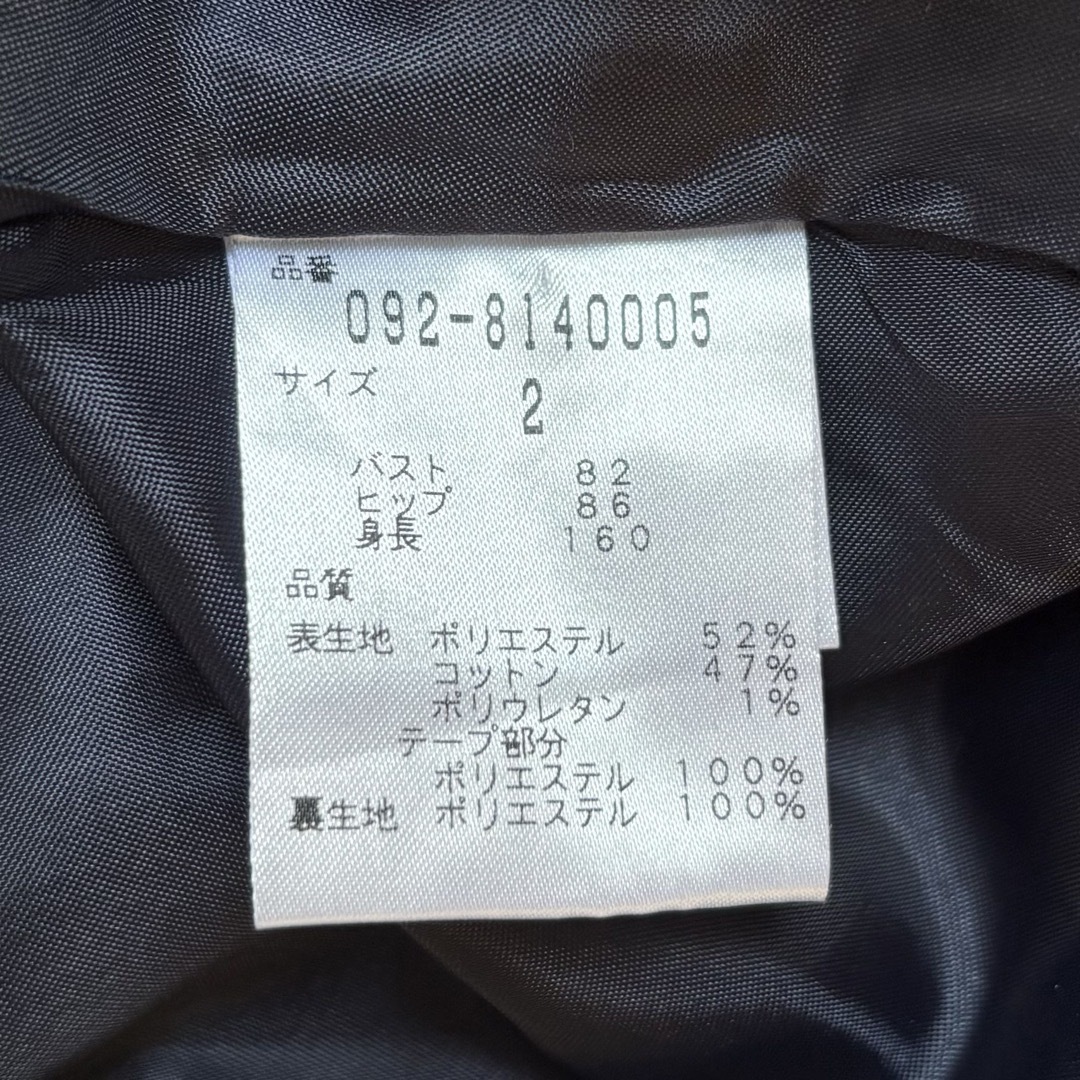 品番
092-8140005
サイズ
2
バスト 82
ヒップ 86
身長 160
品質
表生地 ポリエステル 52%
コットン 47%
ポリウレタン 1%
テープ部分
ポリエステル 100%
裏生地 ポリエステル 100%